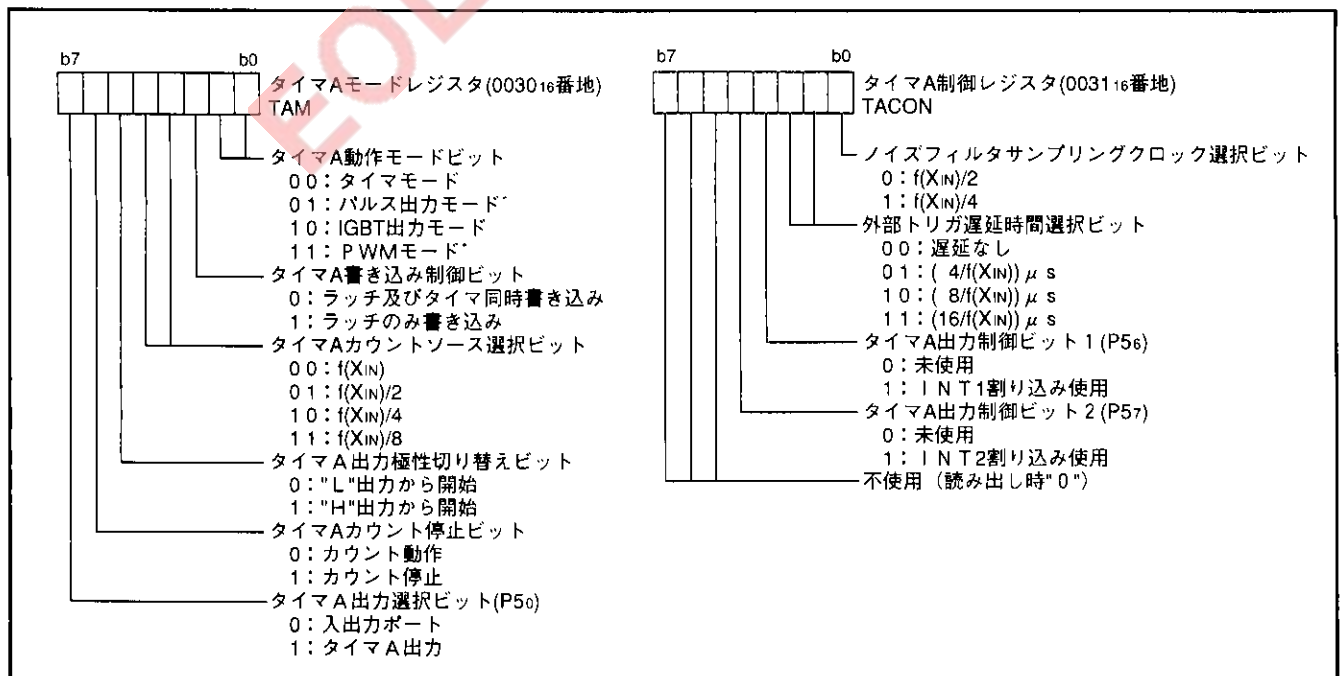 EOL
b7 b0
タイマAモードレジスタ(003016番地)
TAM
タイマA動作モードビット
00：タイマモード
01：パルス出力モード*
10：IGBT出力モード
11：PWMモード*
タイマA書き込み制御ビット
0：ラッチ及びタイマ同時書き込み
1：ラッチのみ書き込み
タイマAカウントソース選択ビット
00：f(XIN)
01：f(XIN)/2
10：f(XIN)/4
11：f(XIN)/8
タイマA出力極性切り替えビット
0："L"出力から開始
1："H"出力から開始
タイマAカウント停止ビット
0：カウント動作
1：カウント停止
タイマA出力選択ビット(P50)
0：入出力ポート
1：タイマA出力
b7 b0
タイマA制御レジスタ(003116番地)
TACON
ノイズフィルタサンプリングクロック選択ビット
0：f(XIN)/2
1：f(XIN)/4
外部トリガ遅延時間選択ビット
00：遅延なし
01：( 4/f(XIN)) μs
10：( 8/f(XIN)) μs
11：(16/f(XIN)) μs
タイマA出力制御ビット1(P56)
0：未使用
1：INT1割り込み使用
タイマA出力制御ビット2(P57)
0：未使用
1：INT2割り込み使用
不使用（読み出し時"0"）